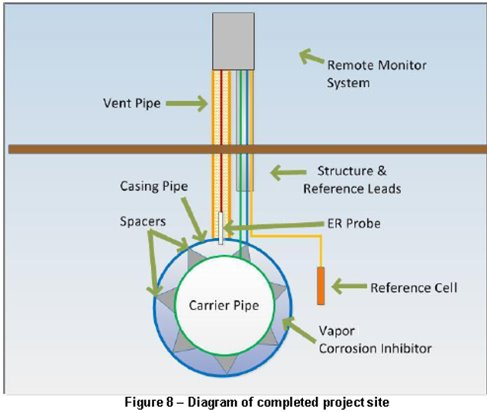 Remote Monitor
System
Vent Pipe
Structure &
Reference Leads
Casing Pipe
Spacers
ER Probe
Reference Cell
Carrier Pipe
Vapor
Corrosion Inhibitor
Figure 8 – Diagram of completed project site